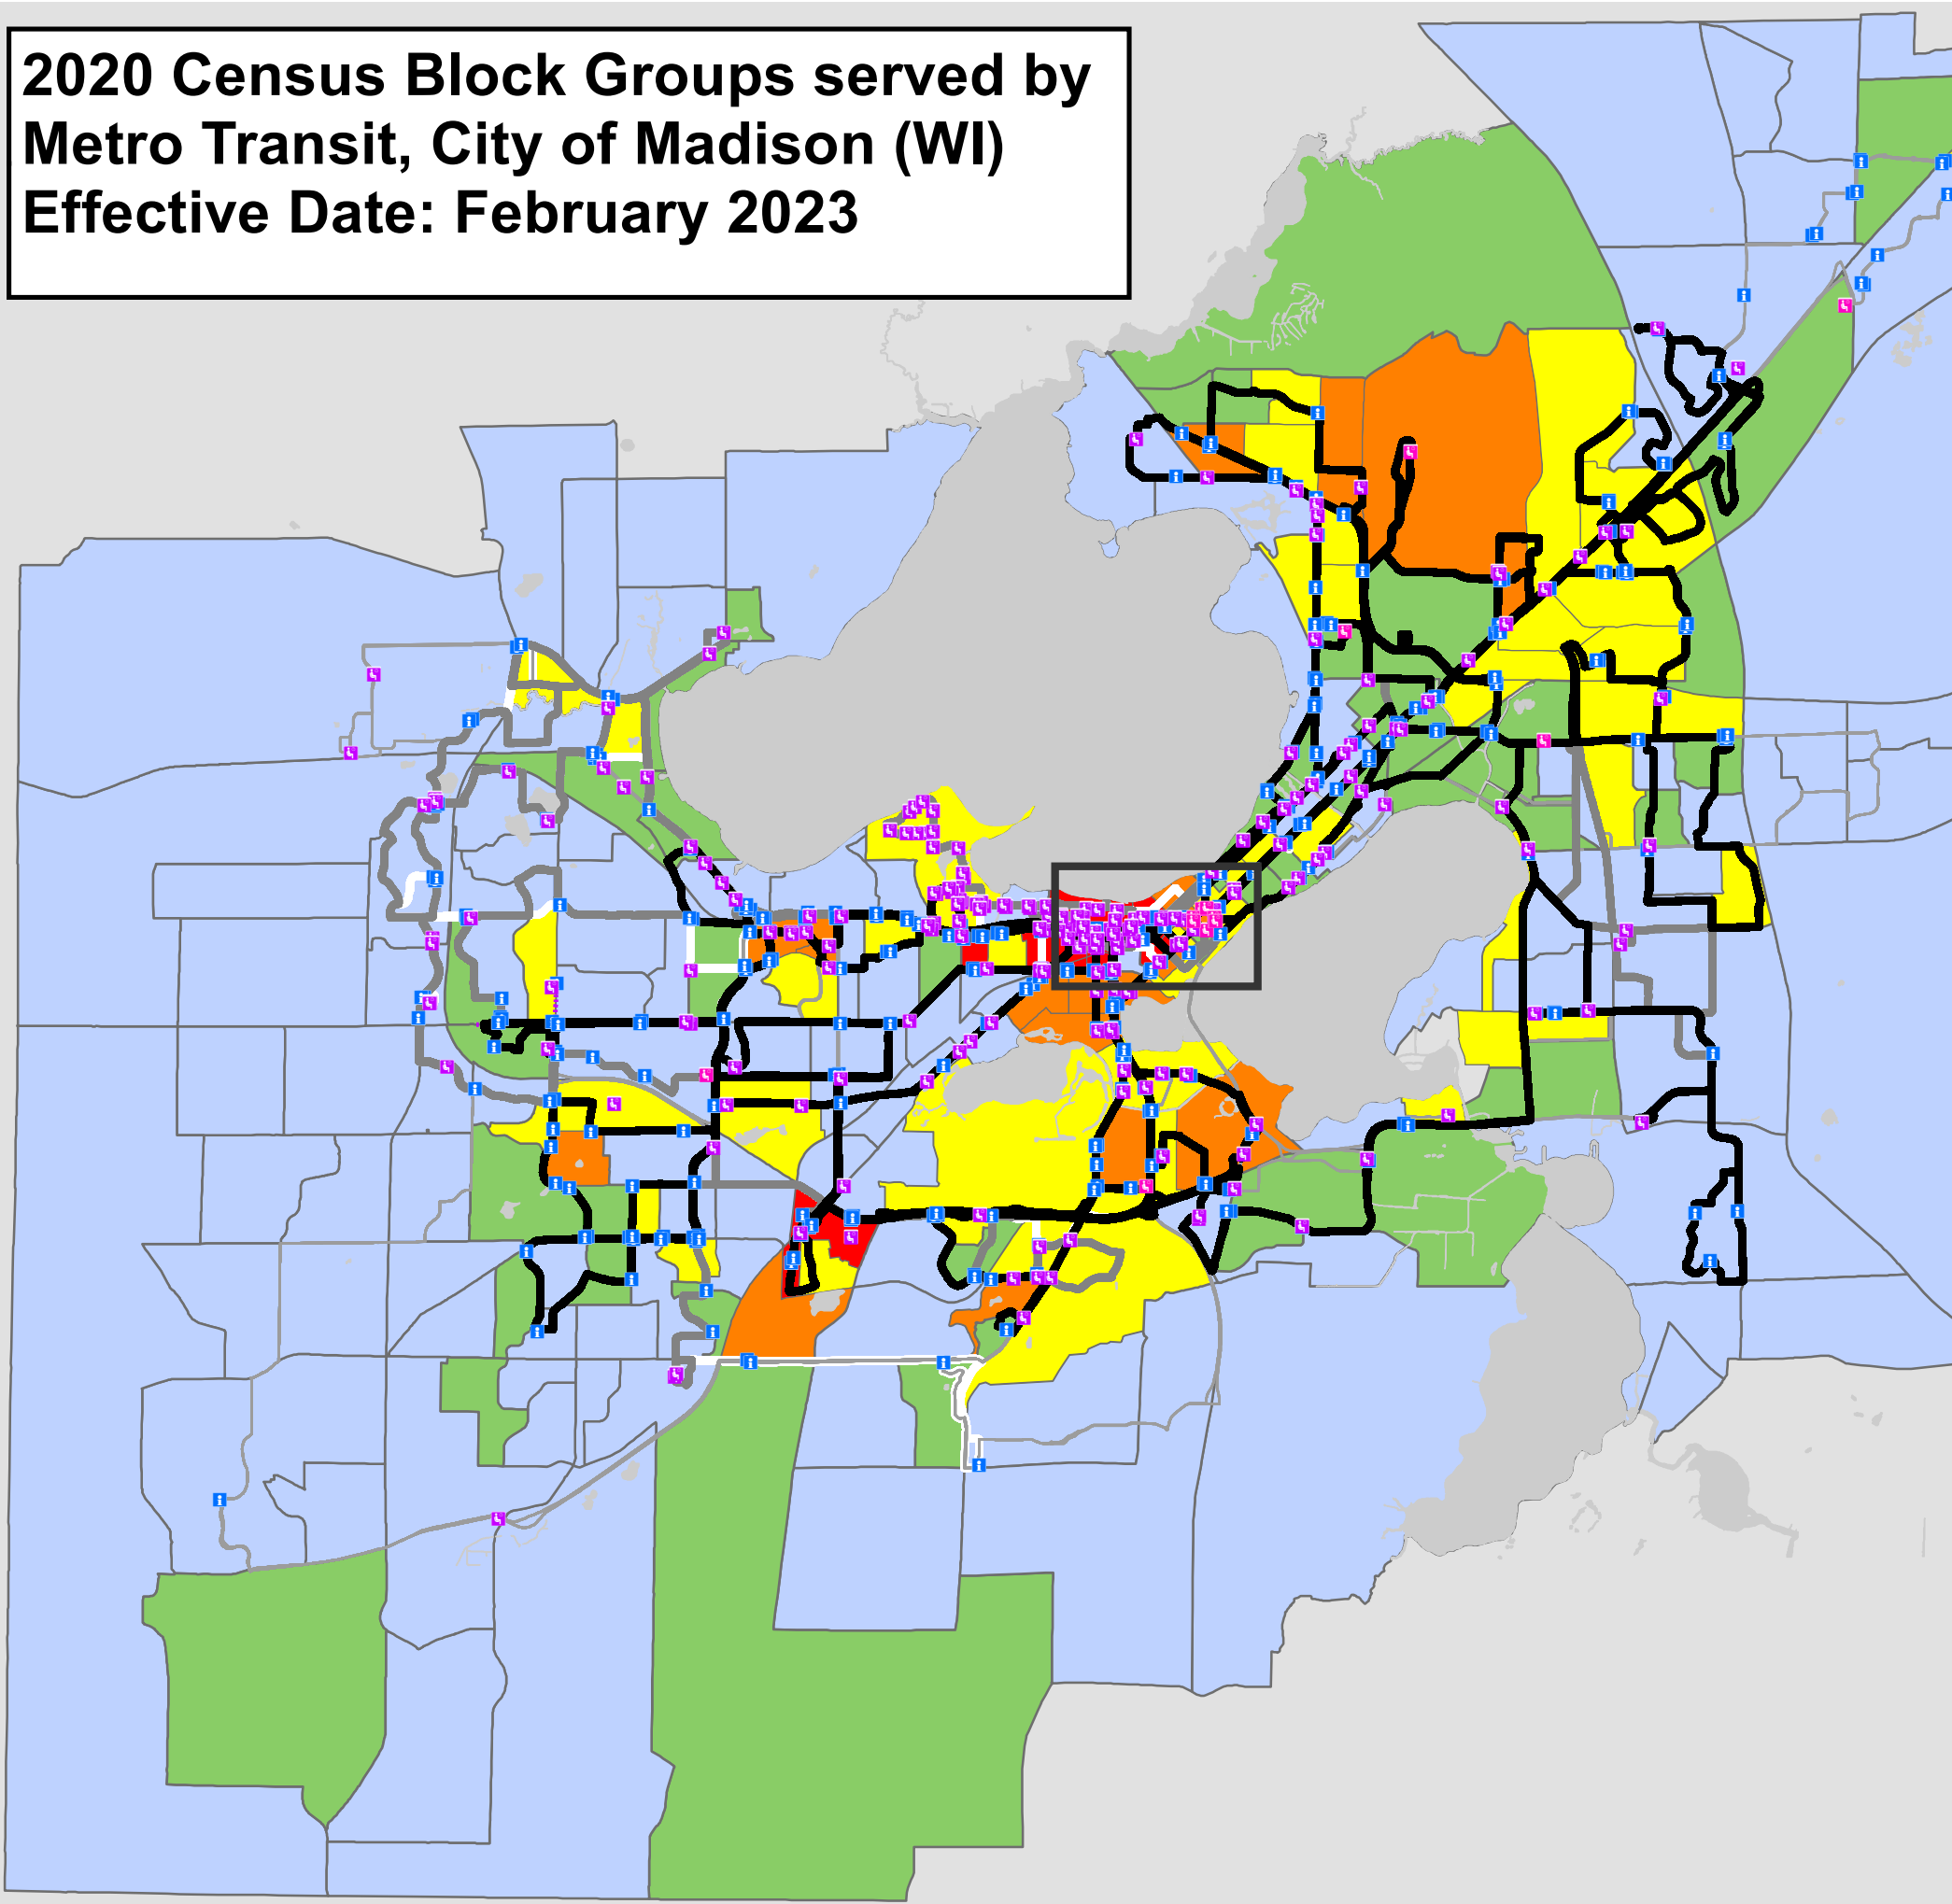 2020 Census Block Groups served by
Metro Transit, City of Madison (WI)
Effective Date: February 2023